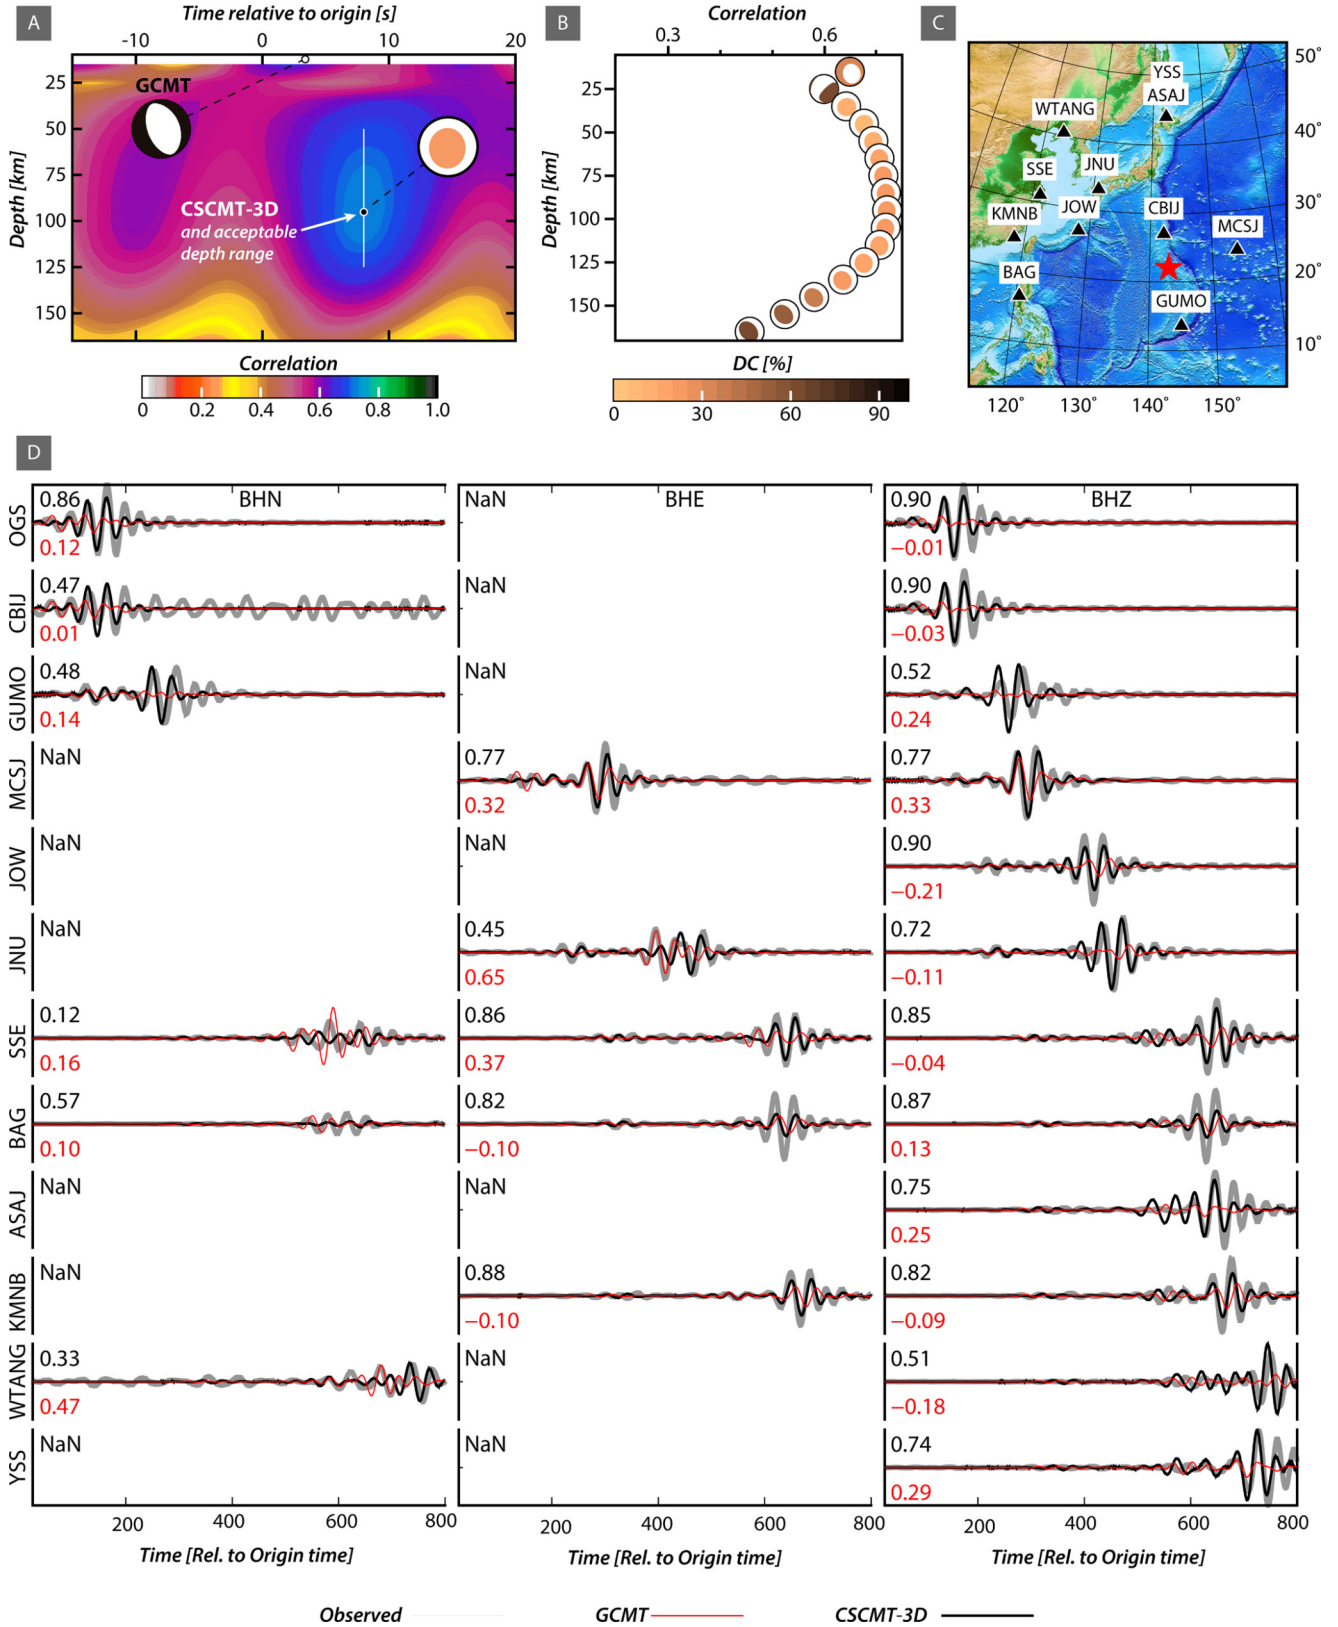 A
Time relative to origin [s]
-10 0 10 20
Depth [km]
25
50
75
100
125
150
GCMT
CSCMT-3D
and acceptable
depth range
Correlation
0 0.2 0.4 0.6 0.8 1.0
B
Correlation
0.3 0.6
Depth [km]
25
50
75
100
125
150
DC [%]
0 30 60 90
C
50˚
40˚
30˚
20˚
10˚
120˚ 130˚ 140˚ 150˚
YSS
ASAJ
WTANG
SSE
JNU
KMNB
JOW
CBIJ
MCSJ
BAG
GUMO
D
BHN BHE BHZ
OGS
0.86
0.12
NaN
0.90
−0.01
CBIJ
0.47
0.01
NaN
0.90
−0.03
GUMO
0.48
0.14
NaN
0.52
0.24
MCSJ
NaN
0.77
0.32
0.77
0.33
JOW
NaN
NaN
0.90
−0.21
JNU
NaN
0.45
0.65
0.72
−0.11
SSE
0.12
0.16
0.86
0.37
0.85
−0.04
BAG
0.57
0.10
0.82
−0.10
0.87
0.13
ASAJ
NaN
NaN
0.75
0.25
KMNB
NaN
0.88
−0.10
0.82
−0.09
WTANG
0.33
0.47
NaN
0.51
−0.18
YSS
NaN
NaN
0.74
0.29
200 400 600 800
200 400 600 800
200 400 600 800
Time [Rel. to Origin time]
Time [Rel. to Origin time]
Time [Rel. to Origin time]
Observed GCMT CSCMT-3D